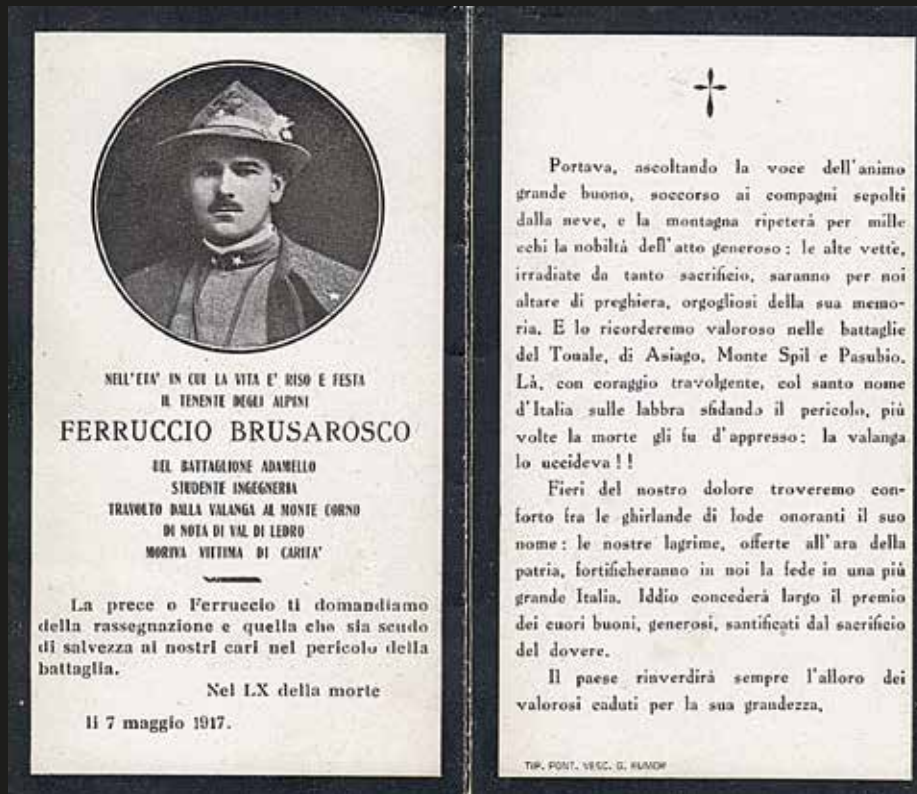 NELL'ETA' IN CUI LA VITA E' RISO E FESTA
IL TENENTE DEGLI ALPINI
FERRUCCIO BRUSAROSCO
DEL BATTAGLIONE ADAMELLO
STUDENTE INGEGNERIA
TRAVOLTO DALLA VALANGA AL MONTE CORNO
DI NOTA DI VAL DI LEDRO
MORIVA VITTIMA DI CARITA'
La prece o Ferruccio ti domandiamo
della rassegnazione e quella che sia scudo
di salvezza ai nostri cari nel pericolo della
battaglia.
Nel LX della morte
li 7 maggio 1917.
Portava, ascoltando la voce dell'animo
grande buono, soccorso ai compagni sepolti
dalla neve, e la montagna ripeterà per mille
echi la nobiltà dell'atto generoso: le alte vette,
irradiate da tanto sacrificio, saranno per noi
altare di preghiera, orgogliosi della sua memo-
ria. E lo ricorderemo valoroso nelle battaglie
del Tonale, di Asiago, Monte Spil e Pasubio.
Là, con coraggio travolgente, col santo nome
d'Italia sulle labbra sfidando il pericolo, più
volte la morte gli fu d'appresso: la valanga
lo uccideva!!
Fieri del nostro dolore troveremo con-
forto fra le ghirlande di lode onoranti il suo
nome: le nostre lagrime, offerte all'ara della
patria, fortificheranno in noi la fede in una più
grande Italia. Iddio concederà largo il premio
dei cuori buoni, generosi, santificati dal sacrificio
del dovere.
Il paese rinverdirà sempre l'alloro dei
valorosi caduti per la sua grandezza.
TIP. PONT. VESC. G. RUMOR